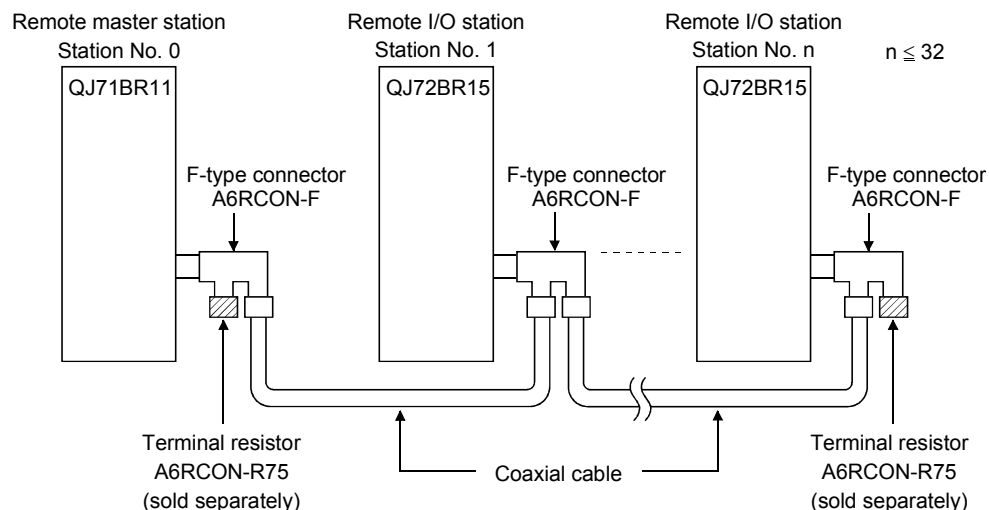 Remote master station
Station No. 0
Remote I/O station
Station No. 1
Remote I/O station
Station No. n
n ≦ 32
QJ71BR11
QJ72BR15
QJ72BR15
F-type connector
A6RCON-F
F-type connector
A6RCON-F
F-type connector
A6RCON-F
Terminal resistor
A6RCON-R75
(sold separately)
Coaxial cable
Terminal resistor
A6RCON-R75
(sold separately)